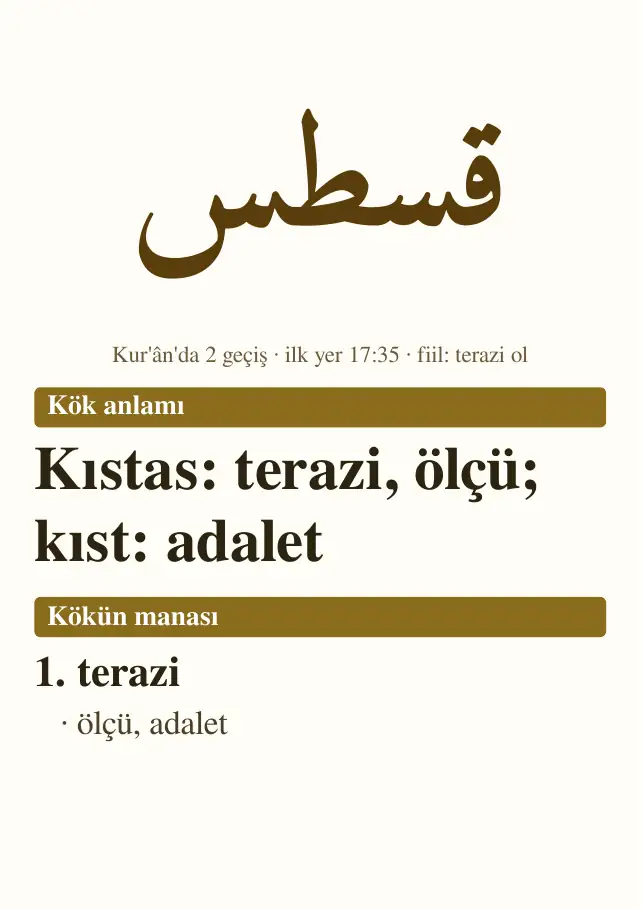 قسطس
Kur'ân'da 2 geçiş · ilk yer 17:35 · fiil: terazi ol
Kök anlamı
Kıstas: terazi, ölçü;
kıst: adalet
Kökün manası
1. terazi
· ölçü, adalet